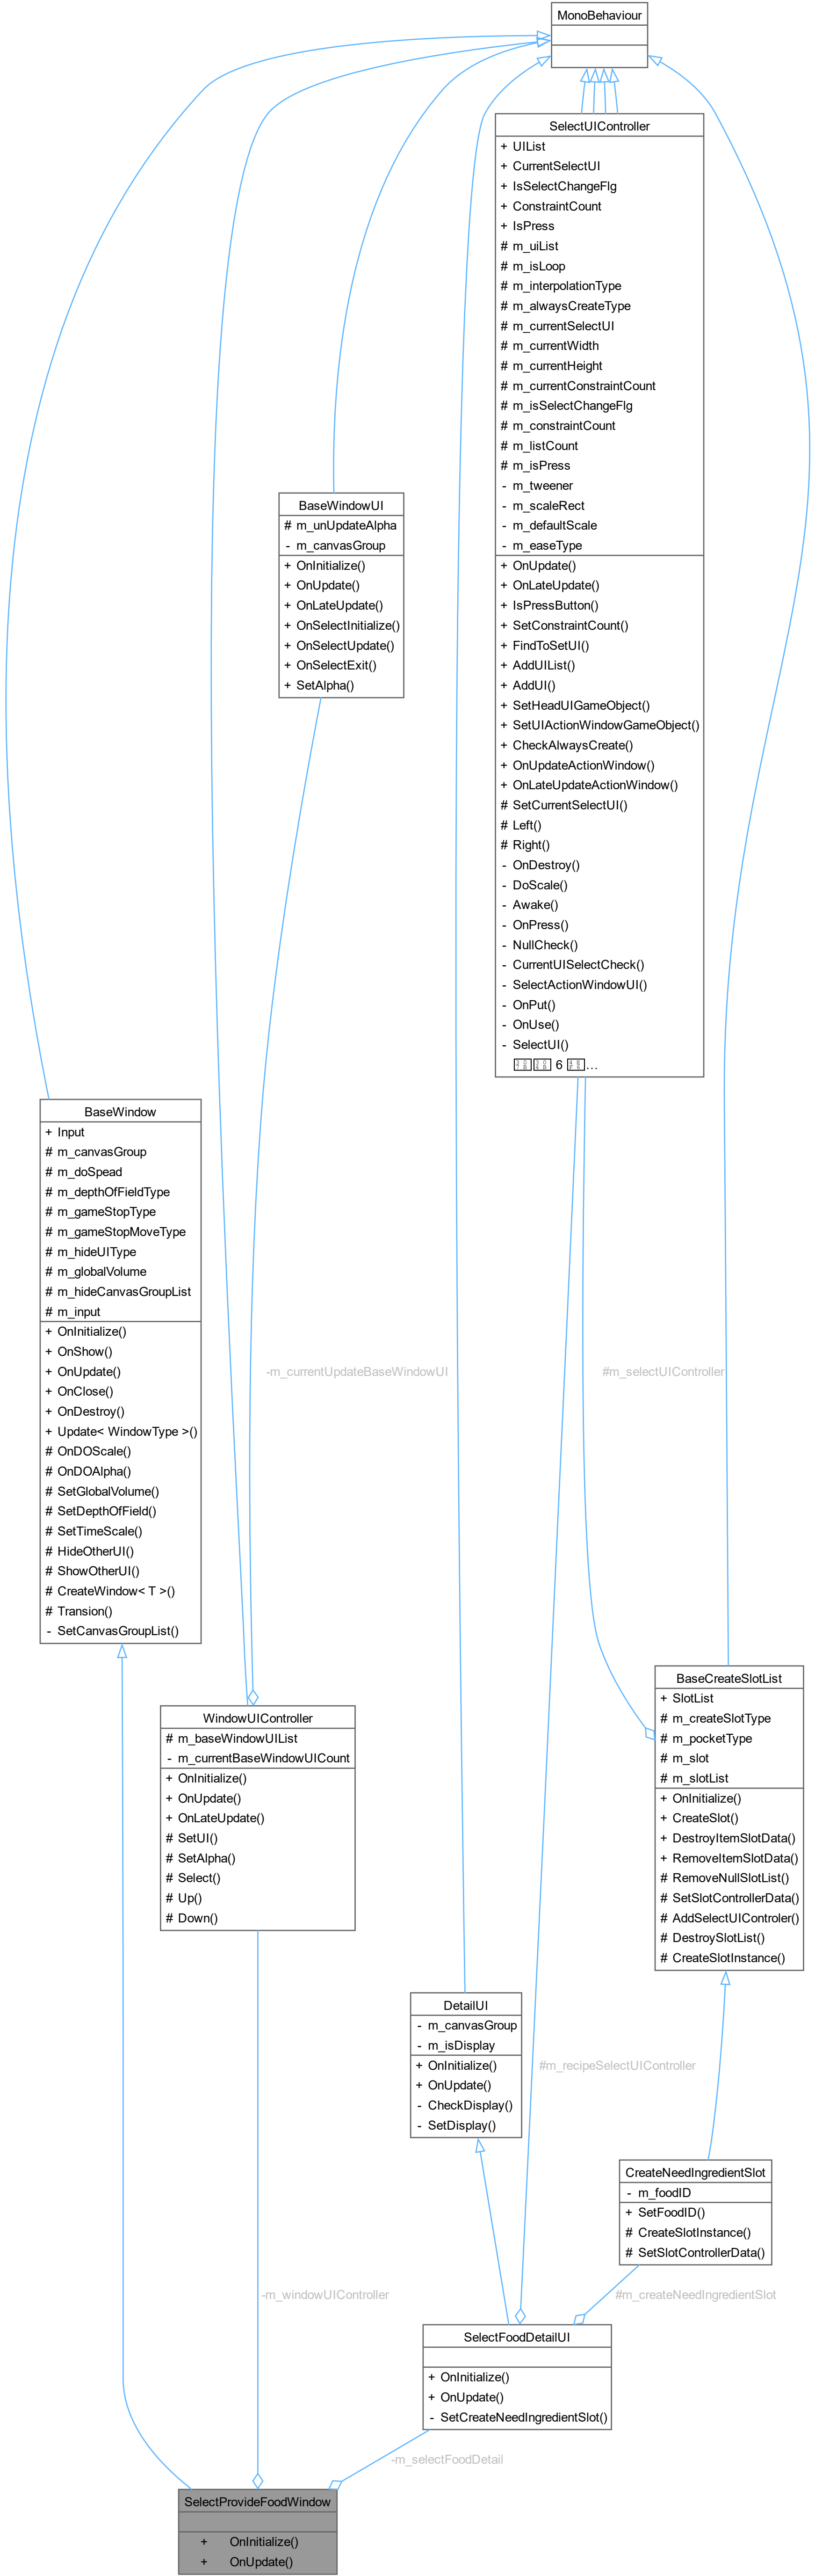 MonoBehaviour
SelectUIController
+ UIList
+ CurrentSelectUI
+ IsSelectChangeFlg
+ ConstraintCount
+ IsPress
# m_uiList
# m_isLoop
# m_interpolationType
# m_alwaysCreateType
# m_currentSelectUI
# m_currentWidth
# m_currentHeight
# m_currentConstraintCount
# m_isSelectChangeFlg
# m_constraintCount
# m_listCount
# m_isPress
- m_tweener
- m_scaleRect
- m_defaultScale
- m_easeType
+ OnUpdate()
+ OnLateUpdate()
+ IsPressButton()
+ SetConstraintCount()
+ FindToSetUI()
+ AddUIList()
+ AddUI()
+ SetHeadUIGameObject()
+ SetUIActionWindowGameObject()
+ CheckAlwaysCreate()
+ OnUpdateActionWindow()
+ OnLateUpdateActionWindow()
# SetCurrentSelectUI()
# Left()
# Right()
- OnDestroy()
- DoScale()
- Awake()
- OnPress()
- NullCheck()
- CurrentUISelectCheck()
- SelectActionWindowUI()
- OnPut()
- OnUse()
- SelectUI()
6 ...
BaseWindowUI
# m_unUpdateAlpha
- m_canvasGroup
+ OnInitialize()
+ OnUpdate()
+ OnLateUpdate()
+ OnSelectInitialize()
+ OnSelectUpdate()
+ OnSelectExit()
+ SetAlpha()
BaseWindow
+ Input
# m_canvasGroup
# m_doSpead
# m_depthOfFieldType
# m_gameStopType
# m_gameStopMoveType
# m_hideUIType
# m_globalVolume
# m_hideCanvasGroupList
# m_input
+ OnInitialize()
+ OnShow()
+ OnUpdate()
+ OnClose()
+ OnDestroy()
+ Update< WindowType >()
# OnDOScale()
# OnDOAlpha()
# SetGlobalVolume()
# SetDepthOfField()
# SetTimeScale()
# HideOtherUI()
# ShowOtherUI()
# CreateWindow< T >()
# Transion()
- SetCanvasGroupList()
-m_currentUpdateBaseWindowUI
#m_selectUIController
WindowUIController
# m_baseWindowUIList
- m_currentBaseWindowUICount
+ OnInitialize()
+ OnUpdate()
+ OnLateUpdate()
# SetUI()
# SetAlpha()
# Select()
# Up()
# Down()
BaseCreateSlotList
+ SlotList
# m_createSlotType
# m_pocketType
# m_slot
# m_slotList
+ OnInitialize()
+ CreateSlot()
+ DestroyItemSlotData()
+ RemoveItemSlotData()
# RemoveNullSlotList()
# SetSlotControllerData()
# AddSelectUIControler()
# DestroySlotList()
# CreateSlotInstance()
DetailUI
- m_canvasGroup
- m_isDisplay
+ OnInitialize()
+ OnUpdate()
- CheckDisplay()
- SetDisplay()
#m_recipeSelectUIController
CreateNeedIngredientSlot
- m_foodID
+ SetFoodID()
# CreateSlotInstance()
# SetSlotControllerData()
-m_windowUIController
#m_createNeedIngredientSlot
SelectFoodDetailUI
+ OnInitialize()
+ OnUpdate()
- SetCreateNeedIngredientSlot()
-m_selectFoodDetail
SelectProvideFoodWindow
+ OnInitialize()
+ OnUpdate()